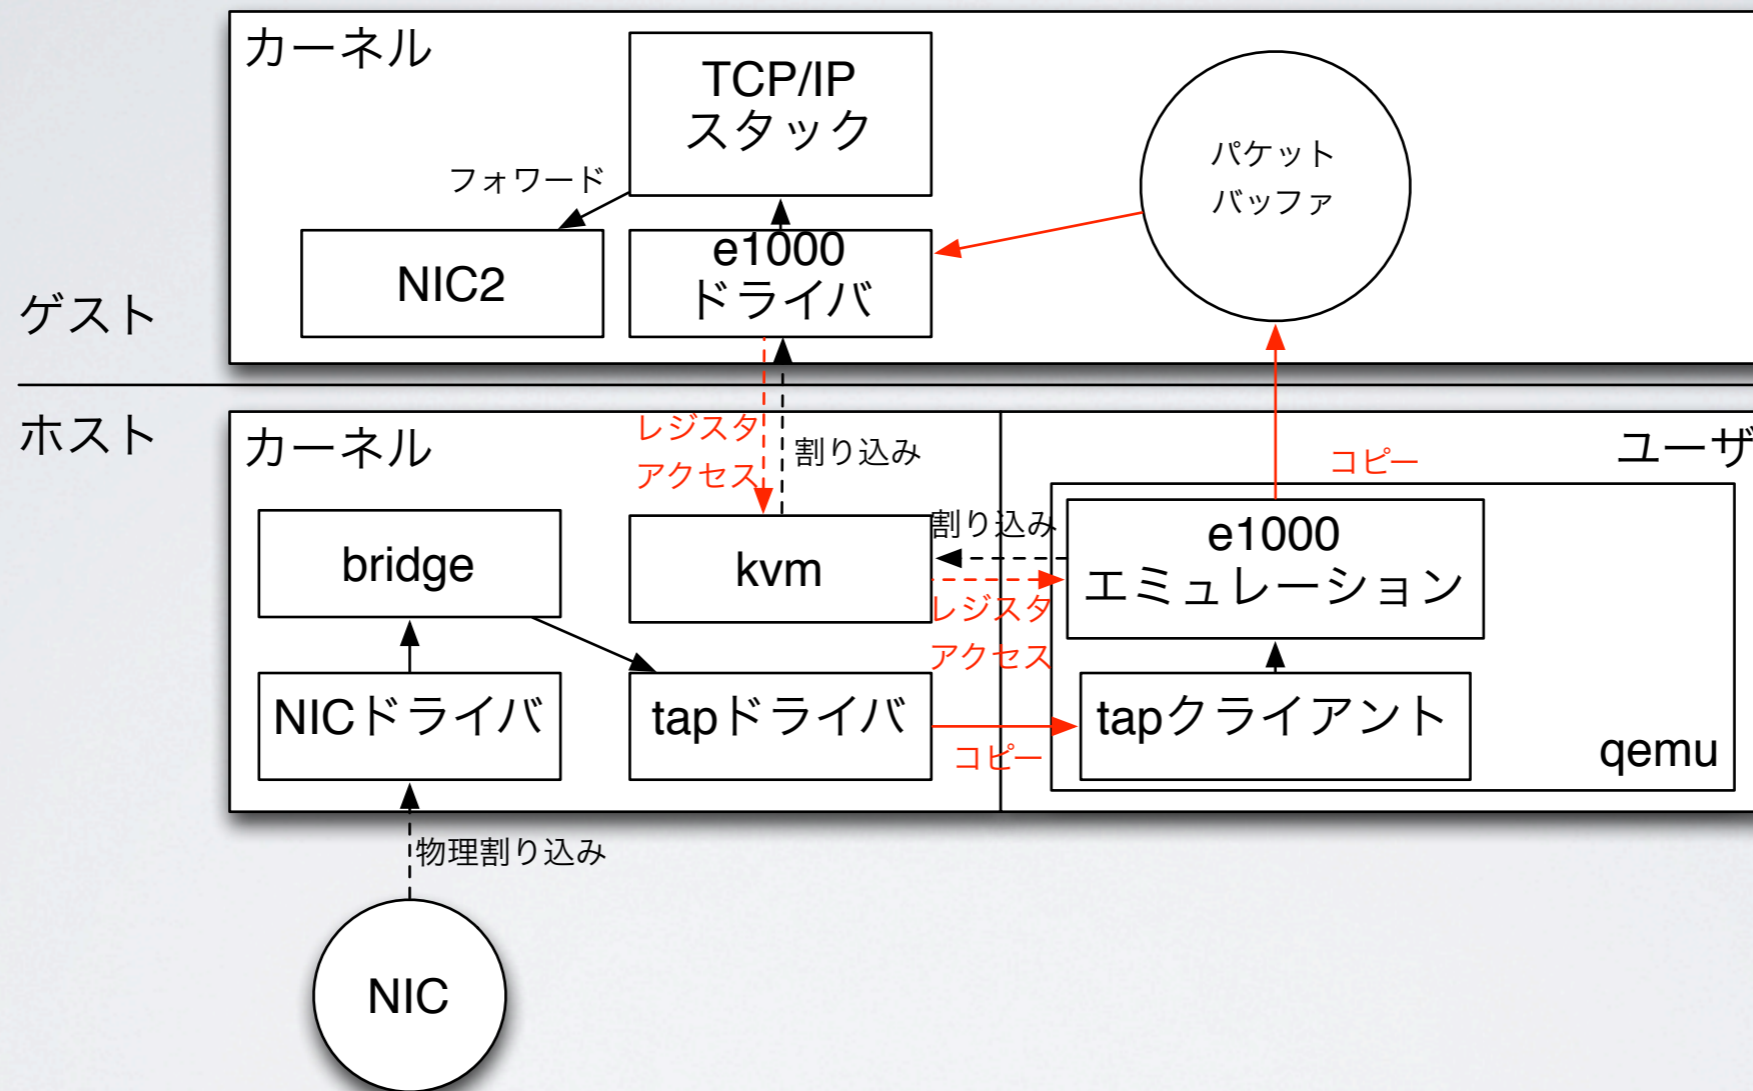 カーネル
TCP/IP
スタック
パケット
バッファ
フォワード
NIC2
e1000
ドライバ
ゲスト
ホスト
カーネル
レジスタ
アクセス
割り込み
コピー
ユーザ
bridge
kvm
割り込み
レジスタ
アクセス
e1000
エミュレーション
NICドライバ
tapドライバ
コピー
tapクライアント
qemu
物理割り込み
NIC